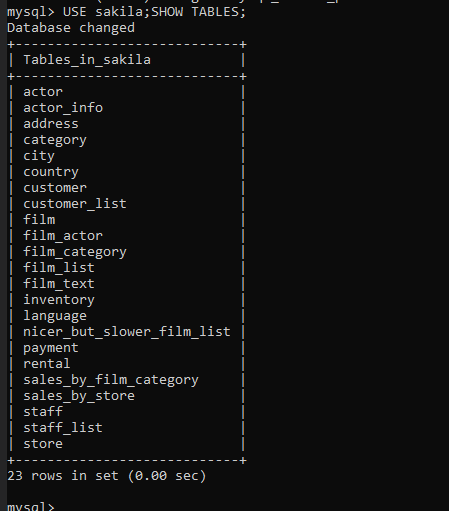 mysql> USE sakila;SHOW TABLES;
Database changed
+----------------------------+
| Tables_in_sakila           |
+----------------------------+
| actor                      |
| actor_info                 |
| address                    |
| category                   |
| city                       |
| country                    |
| customer                   |
| customer_list              |
| film                       |
| film_actor                 |
| film_category              |
| film_list                  |
| film_text                  |
| inventory                  |
| language                   |
| nicer_but_slower_film_list |
| payment                    |
| rental                     |
| sales_by_film_category     |
| sales_by_store             |
| staff                      |
| staff_list                 |
| store                      |
+----------------------------+
23 rows in set (0.00 sec)
mysql>